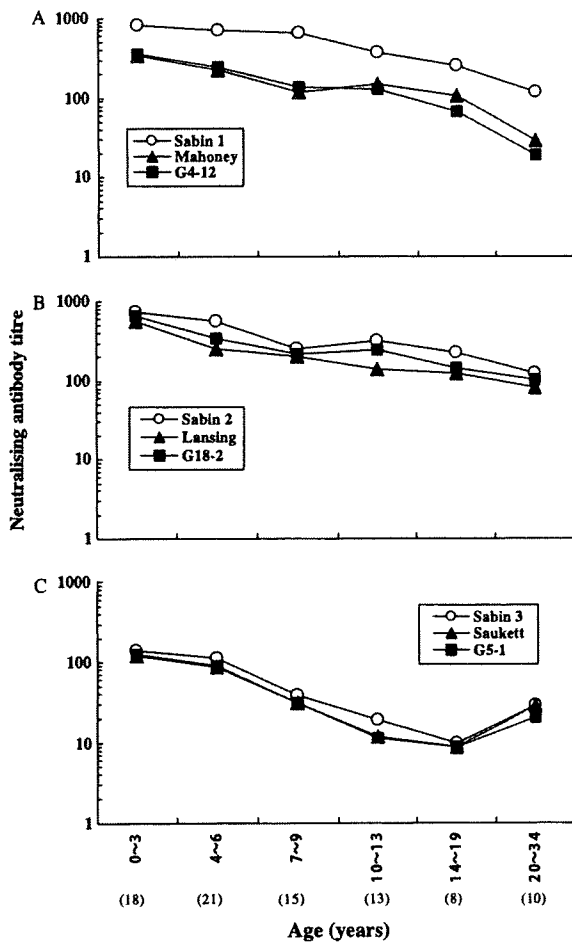 A
1000
100
10
1
Sabin 1
Mahoney
G4-12
B
1000
100
10
1
Sabin 2
Lansing
G18-2
Neutralising antibody titre
C
1000
100
10
1
Sabin 3
Saukett
G5-1
0~3
4~6
7~9
10~13
14~19
20~34
(18)
(21)
(15)
(13)
(8)
(10)
Age (years)